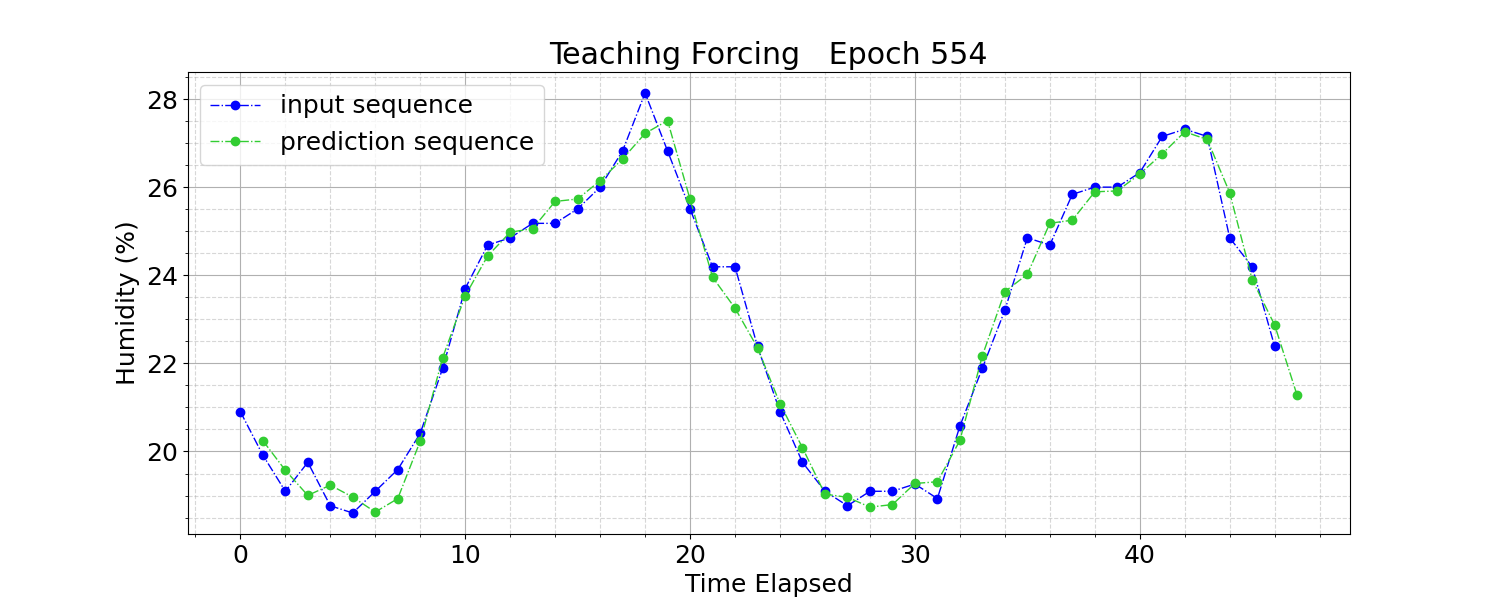 Teaching Forcing   Epoch 554
input sequence
prediction sequence
Humidity (%)
28
26
24
22
20
0 10 20 30 40
Time Elapsed